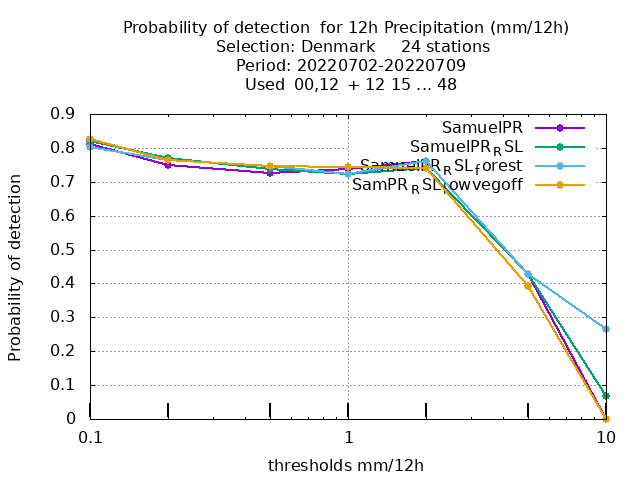 Probability of detection for 12h Precipitation (mm/12h)
Selection: Denmark 24 stations
Period: 20220702-20220709
Used 00,12 + 12 15 ... 48
0.9
0.8
0.7
0.6
0.5
0.4
0.3
0.2
0.1
0
Probability of detection
SamuelPR
SamuelPR_RSL
SamuelPR_RSL_forest
SamPR_RSLlowvegoff
0.1
1
10
thresholds mm/12h